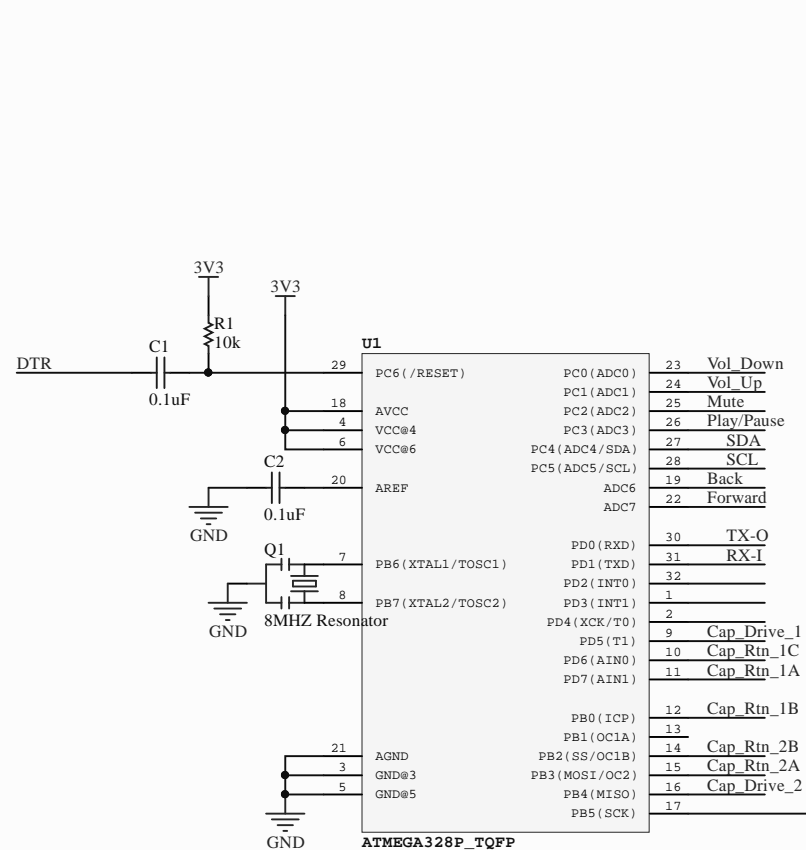 3V3
3V3
R1
10k
C1
0.1uF
DTR
U1
29 PC6(/RESET) PC0(ADC0) 23 Vol_Down
PC1(ADC1) 24 Vol_Up
18 AVCC PC2(ADC2) 25 Mute
4 VCC@4 PC3(ADC3) 26 Play/Pause
6 VCC@6 PC4(ADC4/SDA) 27 SDA
PC5(ADC5/SCL) 28 SCL
C2
0.1uF
GND
20 AREF ADC6 19 Back
ADC7 22 Forward
PD0(RXD) 30 TX-O
Q1
7 PB6(XTAL1/TOSC1) PD1(TXD) 31 RX-I
PD2(INT0) 32
8 PB7(XTAL2/TOSC2) PD3(INT1) 1
GND
8MHZ Resonator
PD4(XCK/T0) 2
PD5(T1) 9 Cap_Drive_1
PD6(AIN0) 10 Cap_Rtn_1C
PD7(AIN1) 11 Cap_Rtn_1A
PB0(ICP) 12 Cap_Rtn_1B
PB1(OC1A) 13
21 AGND PB2(SS/OC1B) 14 Cap_Rtn_2B
3 GND@3 PB3(MOSI/OC2) 15 Cap_Rtn_2A
5 GND@5 PB4(MISO) 16 Cap_Drive_2
PB5(SCK) 17
GND
ATMEGA328P_TQFP